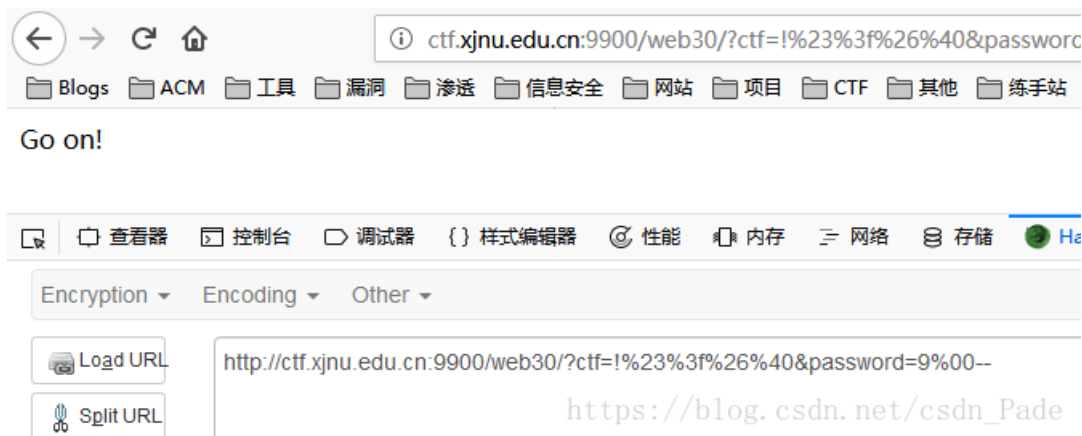 ctf.xjnu.edu.cn:9900/web30/?ctf=!%23%3f%26%40&password
Blogs ACM 工具 漏洞 渗透 信息安全 网站 项目 CTF 其他 练手站
Go on!
查看器 控制台 调试器 {} 样式编辑器 性能 内存 网络 存储 Ha
Encryption Encoding Other
Load URL
http://ctf.xjnu.edu.cn:9900/web30/?ctf=!%23%3f%26%40&password=9%00--
Split URL
https://blog.csdn.net/csdn_Pade